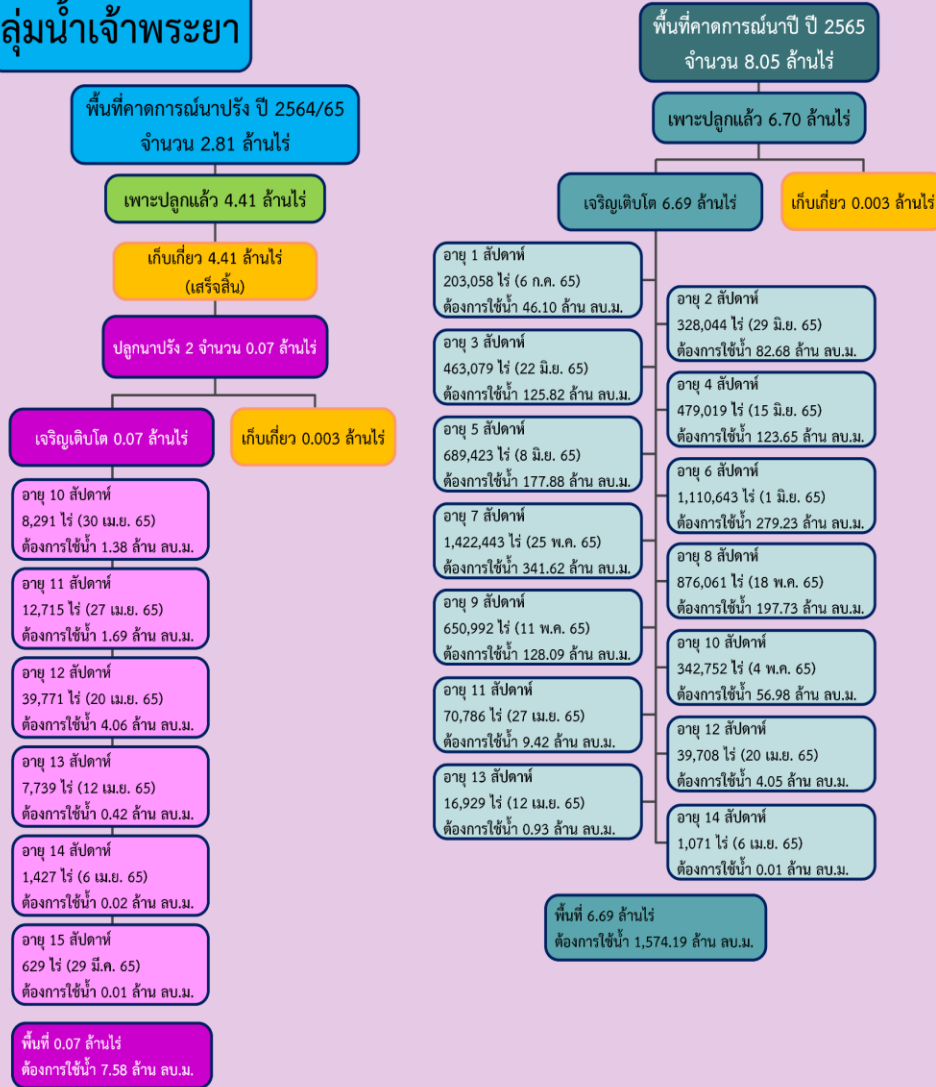 ลุ่มน้ำเจ้าพระยา
พื้นที่คาดการณ์นาปรัง ปี 2564/65
จำนวน 2.81 ล้านไร่
เพาะปลูกแล้ว 4.41 ล้านไร่
เก็บเกี่ยว 4.41 ล้านไร่
(เสร็จสิ้น)
ปลูกนาปรัง 2 จำนวน 0.07 ล้านไร่
เจริญเติบโต 0.07 ล้านไร่
เก็บเกี่ยว 0.003 ล้านไร่
อายุ 10 สัปดาห์
8,291 ไร่ (30 เม.ย. 65)
ต้องการใช้น้ำ 1.38 ล้าน ลบ.ม.
อายุ 11 สัปดาห์
12,715 ไร่ (27 เม.ย. 65)
ต้องการใช้น้ำ 1.69 ล้าน ลบ.ม.
อายุ 12 สัปดาห์
39,771 ไร่ (20 เม.ย. 65)
ต้องการใช้น้ำ 4.06 ล้าน ลบ.ม.
อายุ 13 สัปดาห์
7,739 ไร่ (12 เม.ย. 65)
ต้องการใช้น้ำ 0.42 ล้าน ลบ.ม.
อายุ 14 สัปดาห์
1,427 ไร่ (6 เม.ย. 65)
ต้องการใช้น้ำ 0.02 ล้าน ลบ.ม.
อายุ 15 สัปดาห์
629 ไร่ (29 มี.ค. 65)
ต้องการใช้น้ำ 0.01 ล้าน ลบ.ม.
พื้นที่ 0.07 ล้านไร่
ต้องการใช้น้ำ 7.58 ล้าน ลบ.ม.
พื้นที่คาดการณ์นาปี ปี 2565
จำนวน 8.05 ล้านไร่
เพาะปลูกแล้ว 6.70 ล้านไร่
เจริญเติบโต 6.69 ล้านไร่
เก็บเกี่ยว 0.003 ล้านไร่
อายุ 1 สัปดาห์
203,058 ไร่ (6 ก.ค. 65)
ต้องการใช้น้ำ 46.10 ล้าน ลบ.ม.
อายุ 2 สัปดาห์
328,044 ไร่ (29 มิ.ย. 65)
ต้องการใช้น้ำ 82.68 ล้าน ลบ.ม.
อายุ 3 สัปดาห์
463,079 ไร่ (22 มิ.ย. 65)
ต้องการใช้น้ำ 125.82 ล้าน ลบ.ม.
อายุ 4 สัปดาห์
479,019 ไร่ (15 มิ.ย. 65)
ต้องการใช้น้ำ 123.65 ล้าน ลบ.ม.
อายุ 5 สัปดาห์
689,423 ไร่ (8 มิ.ย. 65)
ต้องการใช้น้ำ 177.88 ล้าน ลบ.ม.
อายุ 6 สัปดาห์
1,110,643 ไร่ (1 มิ.ย. 65)
ต้องการใช้น้ำ 279.23 ล้าน ลบ.ม.
อายุ 7 สัปดาห์
1,422,443 ไร่ (25 พ.ค. 65)
ต้องการใช้น้ำ 341.62 ล้าน ลบ.ม.
อายุ 8 สัปดาห์
876,061 ไร่ (18 พ.ค. 65)
ต้องการใช้น้ำ 197.73 ล้าน ลบ.ม.
อายุ 9 สัปดาห์
650,992 ไร่ (11 พ.ค. 65)
ต้องการใช้น้ำ 128.09 ล้าน ลบ.ม.
อายุ 10 สัปดาห์
342,752 ไร่ (4 พ.ค. 65)
ต้องการใช้น้ำ 56.98 ล้าน ลบ.ม.
อายุ 11 สัปดาห์
70,786 ไร่ (27 เม.ย. 65)
ต้องการใช้น้ำ 9.42 ล้าน ลบ.ม.
อายุ 12 สัปดาห์
39,708 ไร่ (20 เม.ย. 65)
ต้องการใช้น้ำ 4.05 ล้าน ลบ.ม.
อายุ 13 สัปดาห์
16,929 ไร่ (12 เม.ย. 65)
ต้องการใช้น้ำ 0.93 ล้าน ลบ.ม.
อายุ 14 สัปดาห์
1,071 ไร่ (6 เม.ย. 65)
ต้องการใช้น้ำ 0.01 ล้าน ลบ.ม.
พื้นที่ 6.69 ล้านไร่
ต้องการใช้น้ำ 1,574.19 ล้าน ลบ.ม.